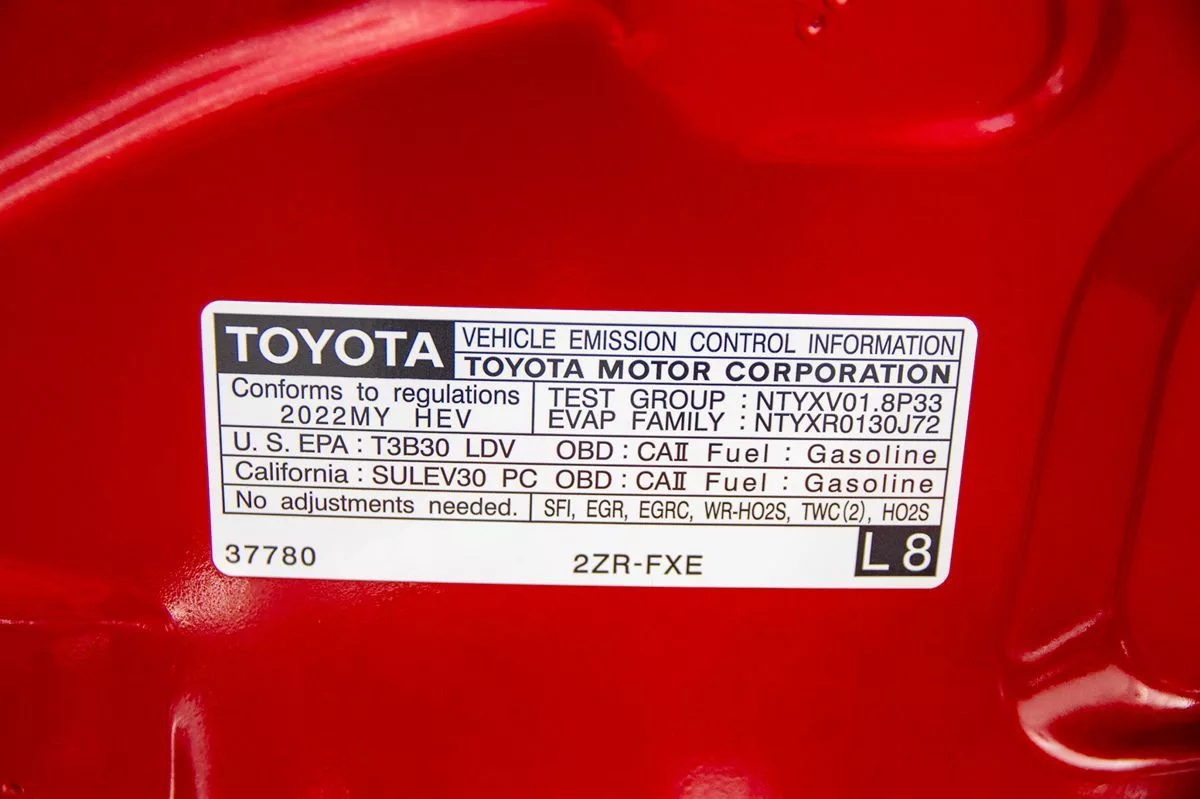 TOYOTA VEHICLE EMISSION CONTROL INFORMATION
TOYOTA MOTOR CORPORATION
Conforms to regulations
2022MY HEV
TEST GROUP : NTYXV01.8P33
EVAP FAMILY : NTYXR0130J72
U. S. EPA : T3B30 LDV OBD : CAⅡ Fuel : Gasoline
California : SULEV30 PC OBD : CAⅡ Fuel : Gasoline
No adjustments needed. SFI, EGR, EGRC, WR-HO2S, TWC(2), HO2S
37780 2ZR-FXE L 8